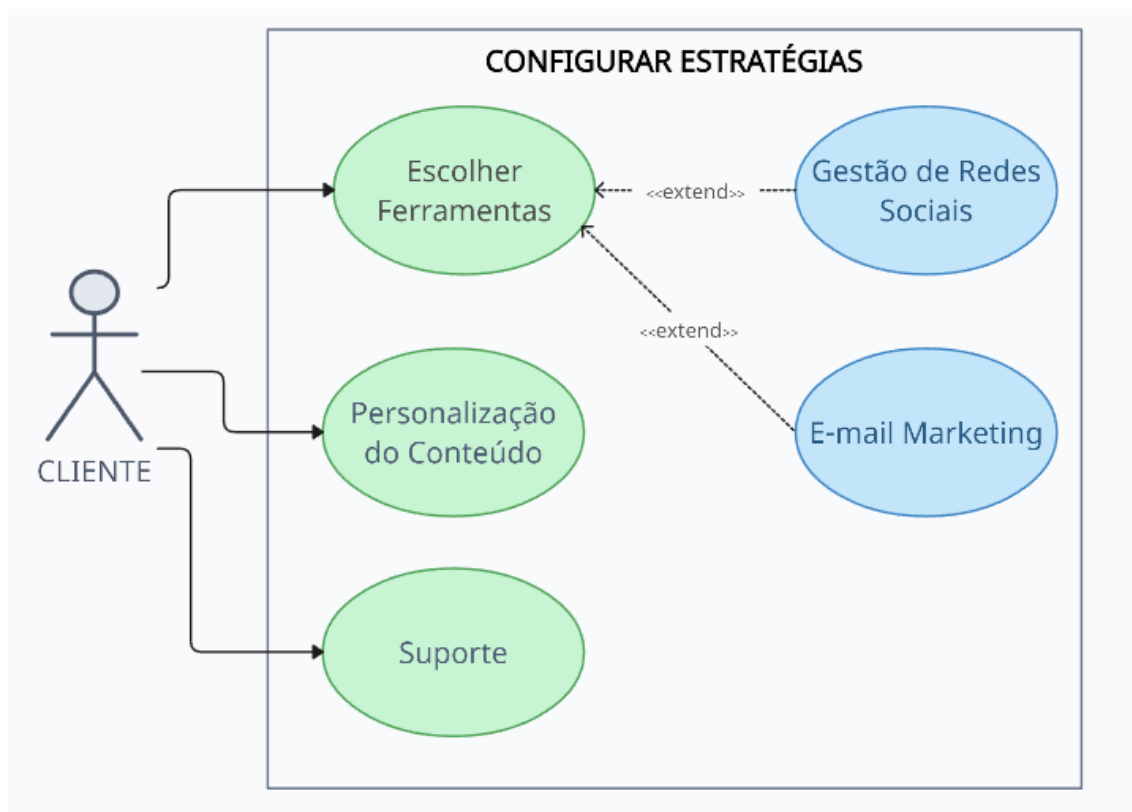 CONFIGURAR ESTRATÉGIAS
Escolher
Ferramentas
<<extend>>
Gestão de Redes
Sociais
<<extend>>
Personalização
do Conteúdo
E-mail Marketing
CLIENTE
Suporte